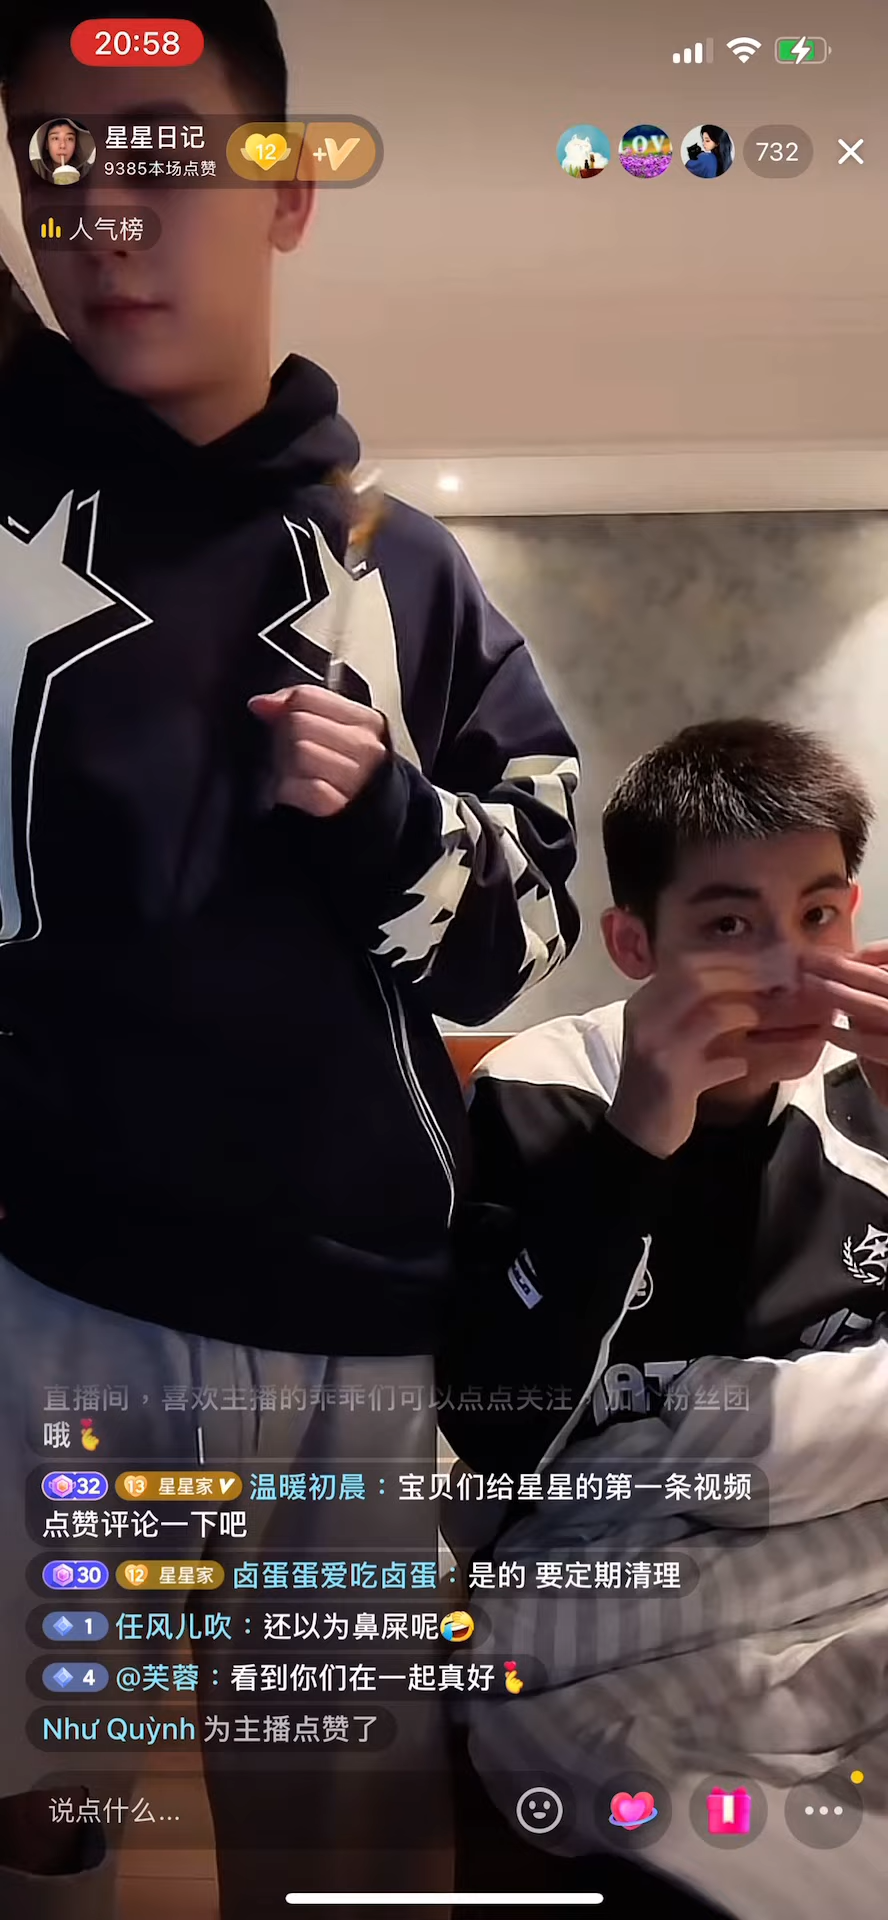 20:58
星星日记
9385本场点赞
12
+V
732
人气榜
直播间，喜欢主播的乖乖们可以点点关注，加个粉丝团
哦
32 13 星星家V 温暖初晨：宝贝们给星星的第一条视频
点赞评论一下吧
30 12 星星家 卤蛋蛋爱吃卤蛋：是的 要定期清理
1 任风儿吹：还以为鼻屎呢🤣
4 @芙蓉：看到你们在一起真好
Như Quỳnh 为主播点赞了
说点什么...